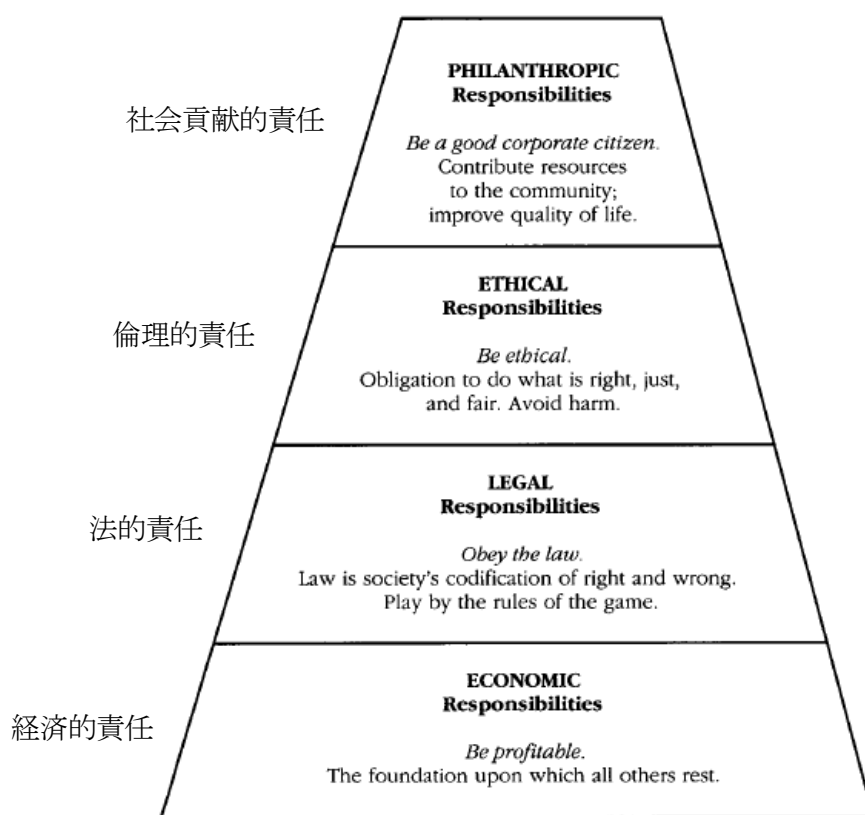 社会貢献的責任
PHILANTHROPIC
Responsibilities
Be a good corporate citizen.
Contribute resources
to the community;
improve quality of life.
倫理的責任
ETHICAL
Responsibilities
Be ethical.
Obligation to do what is right, just,
and fair. Avoid harm.
法的責任
LEGAL
Responsibilities
Obey the law.
Law is society's codification of right and wrong.
Play by the rules of the game.
経済的責任
ECONOMIC
Responsibilities
Be profitable.
The foundation upon which all others rest.